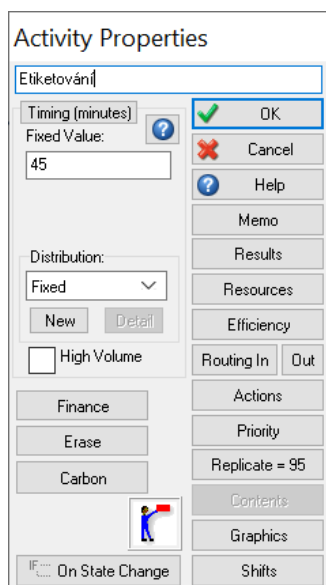 Activity Properties
Etiketování
Timing (minutes)
Fixed Value:
45
Distribution:
Fixed
New
Detail
High Volume
Finance
Erase
Carbon
IF On State Change
OK
Cancel
Help
Memo
Results
Resources
Efficiency
Routing In
Out
Actions
Priority
Replicate = 95
Contents
Graphics
Shifts